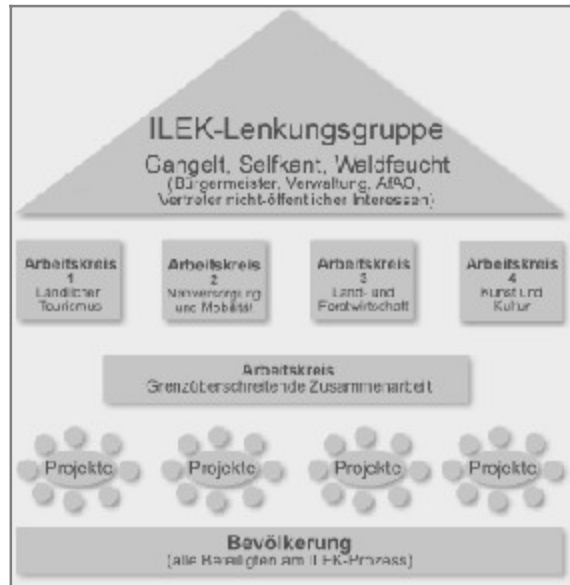 ILEK-Lenkungsgruppe
Gangelt, Selfkant, Waldfeucht
(Bürgermeister, Verwaltung, AfAO,
Vertreter nicht-öffentlicher Interessen)
Arbeitskreis
1
Ländlicher
Tourismus
Arbeitskreis
2
Nahversorgung
und Mobilität
Arbeitskreis
3
Land- und
Forstwirtschaft
Arbeitskreis
4
Kunst und
Kultur
Arbeitskreis
Grenzüberschreitende Zusammenarbeit
Projekte
Projekte
Projekte
Projekte
Bevölkerung
(alle Beteiligten am ILEK-Prozess)